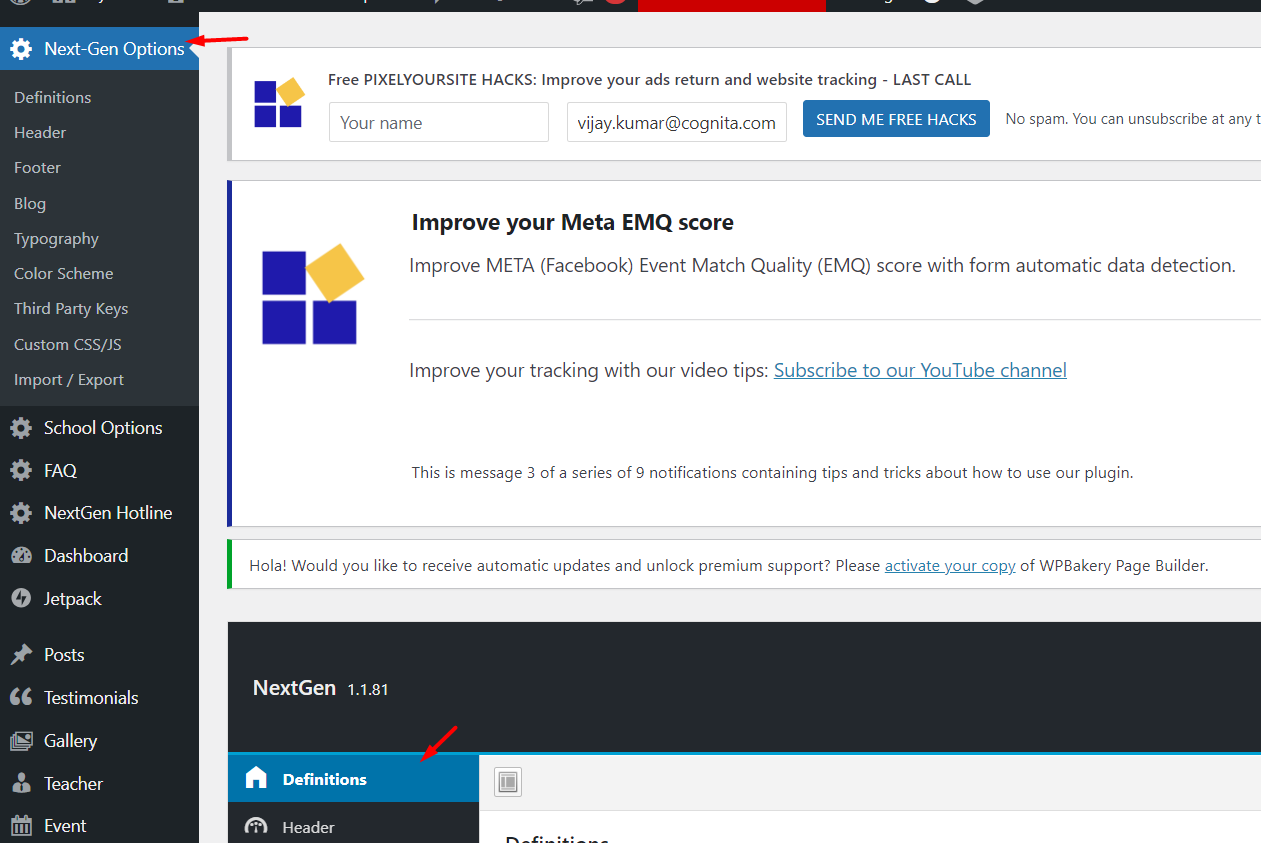 Next-Gen Options
Definitions
Header
Footer
Blog
Typography
Color Scheme
Third Party Keys
Custom CSS/JS
Import / Export
School Options
FAQ
NextGen Hotline
Dashboard
Jetpack
Posts
Testimonials
Gallery
Teacher
Event
Free PIXELYOURSITE HACKS: Improve your ads return and website tracking - LAST CALL
Your name
vijay.kumar@cognita.com
SEND ME FREE HACKS
No spam. You can unsubscribe at any t
Improve your Meta EMQ score
Improve META (Facebook) Event Match Quality (EMQ) score with form automatic data detection.
Improve your tracking with our video tips: Subscribe to our YouTube channel
This is message 3 of a series of 9 notifications containing tips and tricks about how to use our plugin.
Hola! Would you like to receive automatic updates and unlock premium support? Please activate your copy of WPBakery Page Builder.
NextGen 1.1.81
Definitions
Header
Definitions